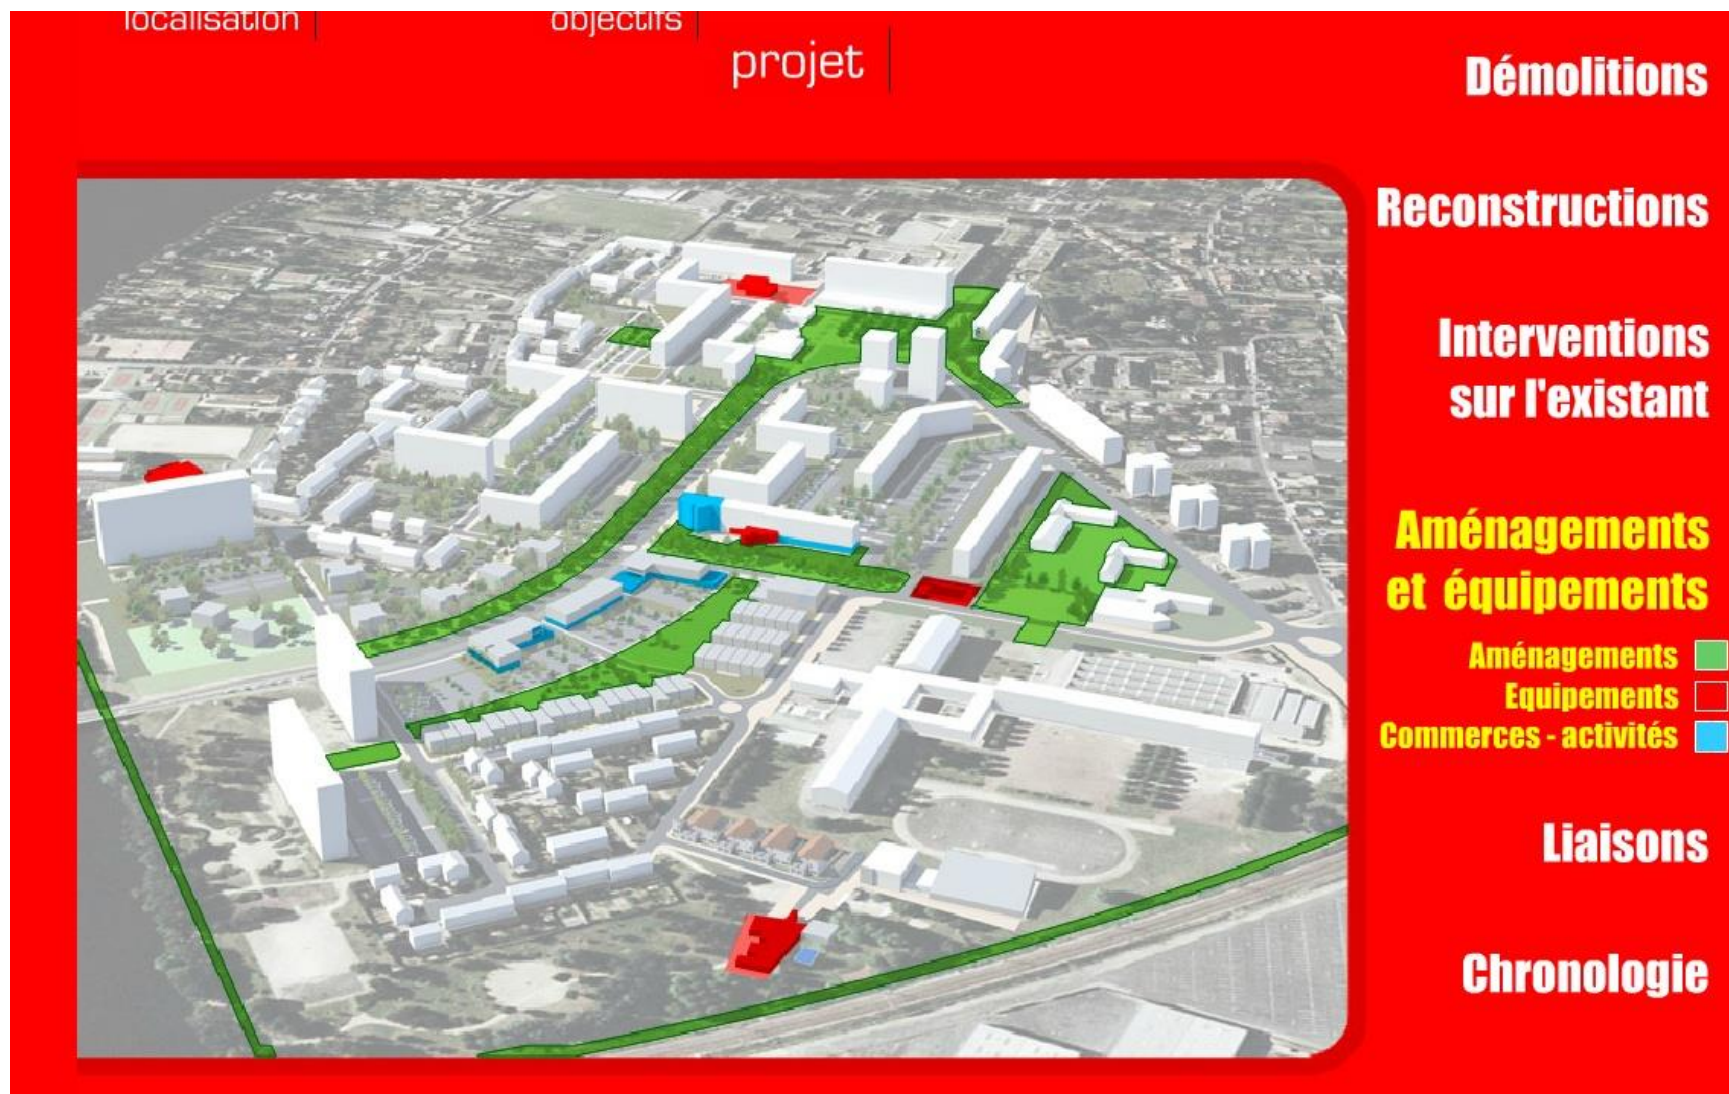 localisation
objectifs
projet
Démolitions
Reconstructions
Interventions
sur l'existant
Aménagements
et équipements
Aménagements
Equipements
Commerces - activités
Liaisons
Chronologie